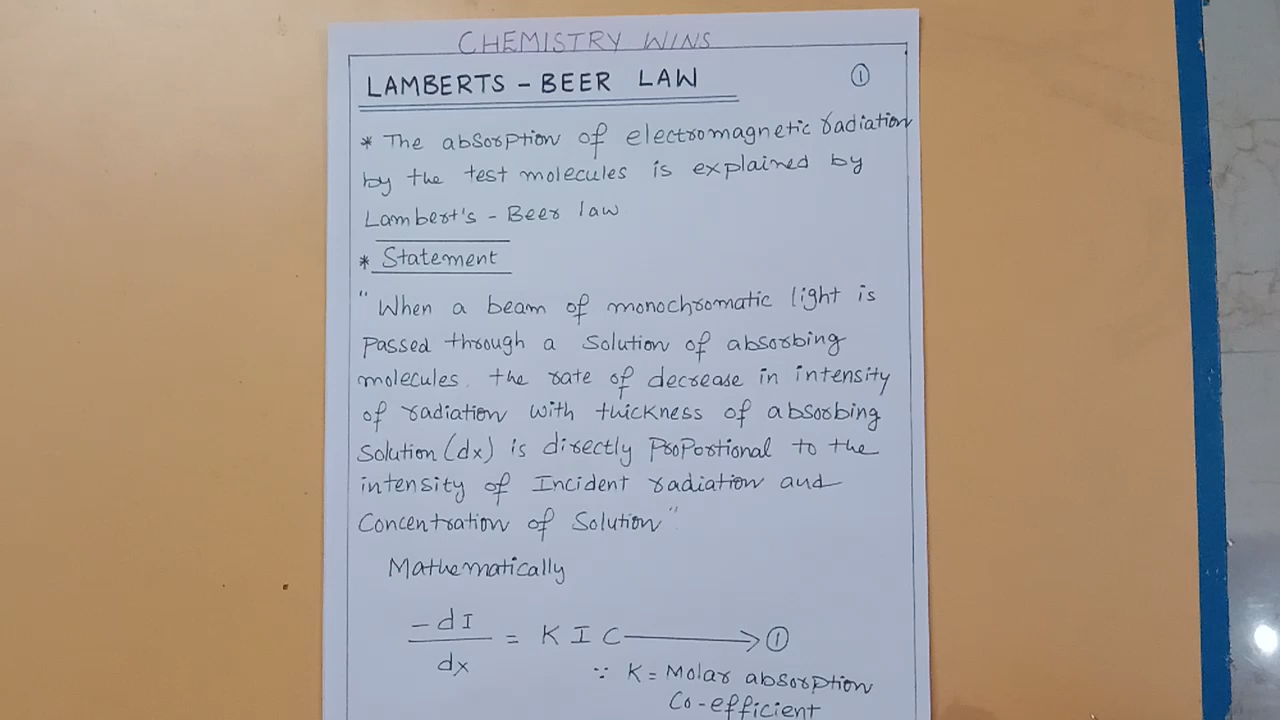 CHEMISTRY WINS
LAMBERTS - BEER LAW ①
* The absorption of electromagnetic radiation
by the test molecules is explained by
Lambert's - Beer law
* Statement
"When a beam of monochromatic light is
passed through a solution of absorbing
molecules, the rate of decrease in intensity
of radiation with thickness of absorbing
solution (dx) is directly proportional to the
intensity of Incident radiation and
Concentration of Solution"
Mathematically
-dI/dx = K I C ⟶ ①
∵ K = Molar absorption
Co-efficient